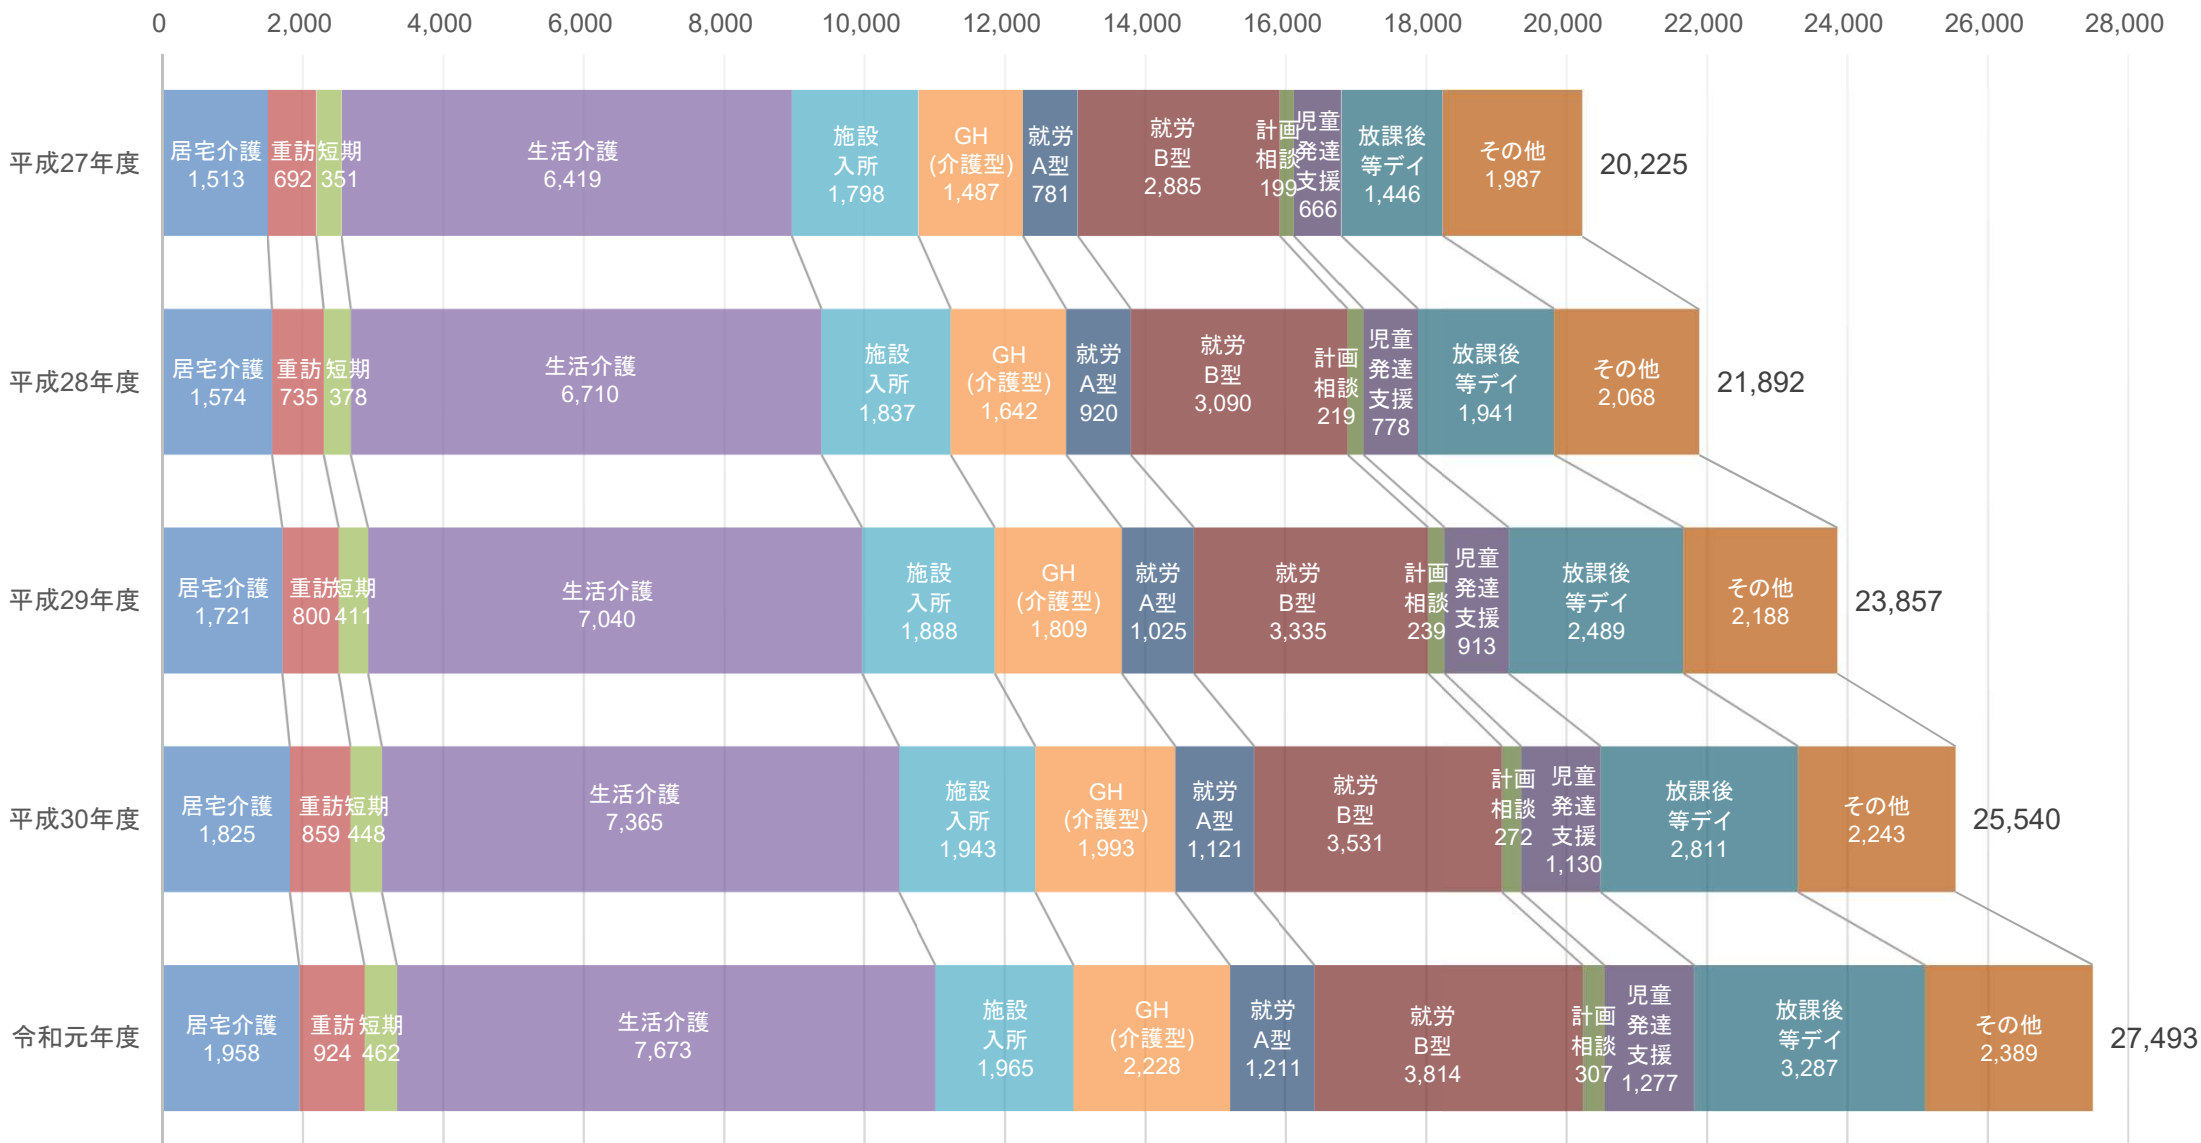 0 2,000 4,000 6,000 8,000 10,000 12,000 14,000 16,000 18,000 20,000 22,000 24,000 26,000 28,000
平成27年度
居宅介護
1,513
重訪
692
短期
351
生活介護
6,419
施設
入所
1,798
GH
(介護型)
1,487
就労
A型
781
就労
B型
2,885
計画
相談
199
児童
発達
支援
666
放課後
等デイ
1,446
その他
1,987
20,225
平成28年度
居宅介護
1,574
重訪
735
短期
378
生活介護
6,710
施設
入所
1,837
GH
(介護型)
1,642
就労
A型
920
就労
B型
3,090
計画
相談
219
児童
発達
支援
778
放課後
等デイ
1,941
その他
2,068
21,892
平成29年度
居宅介護
1,721
重訪
800
短期
411
生活介護
7,040
施設
入所
1,888
GH
(介護型)
1,809
就労
A型
1,025
就労
B型
3,335
計画
相談
239
児童
発達
支援
913
放課後
等デイ
2,489
その他
2,188
23,857
平成30年度
居宅介護
1,825
重訪
859
短期
448
生活介護
7,365
施設
入所
1,943
GH
(介護型)
1,993
就労
A型
1,121
就労
B型
3,531
計画
相談
272
児童
発達
支援
1,130
放課後
等デイ
2,811
その他
2,243
25,540
令和元年度
居宅介護
1,958
重訪
924
短期
462
生活介護
7,673
施設
入所
1,965
GH
(介護型)
2,228
就労
A型
1,211
就労
B型
3,814
計画
相談
307
児童
発達
支援
1,277
放課後
等デイ
3,287
その他
2,389
27,493